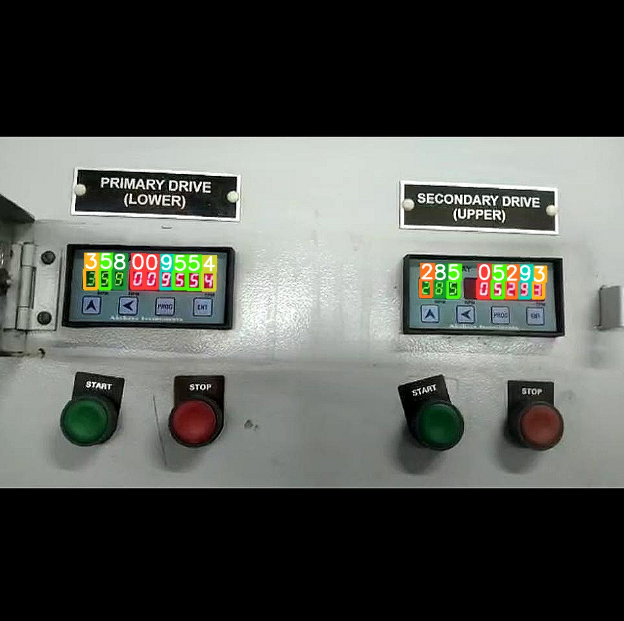 PRIMARY DRIVE
(LOWER)
SECONDARY DRIVE
(UPPER)
358 009554
285 05293
PROG
ENT
PROG
ENT
START
STOP
START
STOP